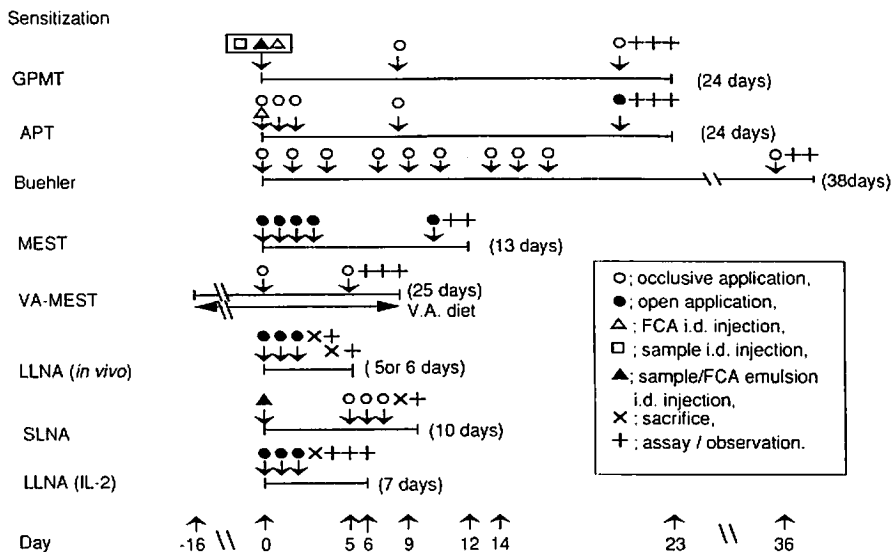 Sensitization
GPMT
(24 days)
APT
(24 days)
Buehler
(38days)
MEST
(13 days)
VA-MEST
(25 days)
V.A. diet
LLNA (in vivo)
( 5or 6 days)
SLNA
(10 days)
LLNA (IL-2)
(7 days)
○ ; occlusive application,
● ; open application,
△ ; FCA i.d. injection,
□ ; sample i.d. injection,
▲ ; sample/FCA emulsion
i.d. injection,
× ; sacrifice,
+ ; assay / observation.
Day
-16 0 5 6 9 12 14 23 36